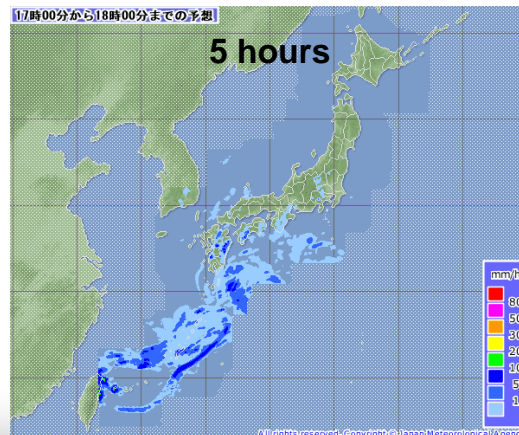 17時00分から18時00分までの予想
5 hours
mm/h
80
50
30
20
10
5
1
All rights reserved. Copyright © Japan Meteorological Agency